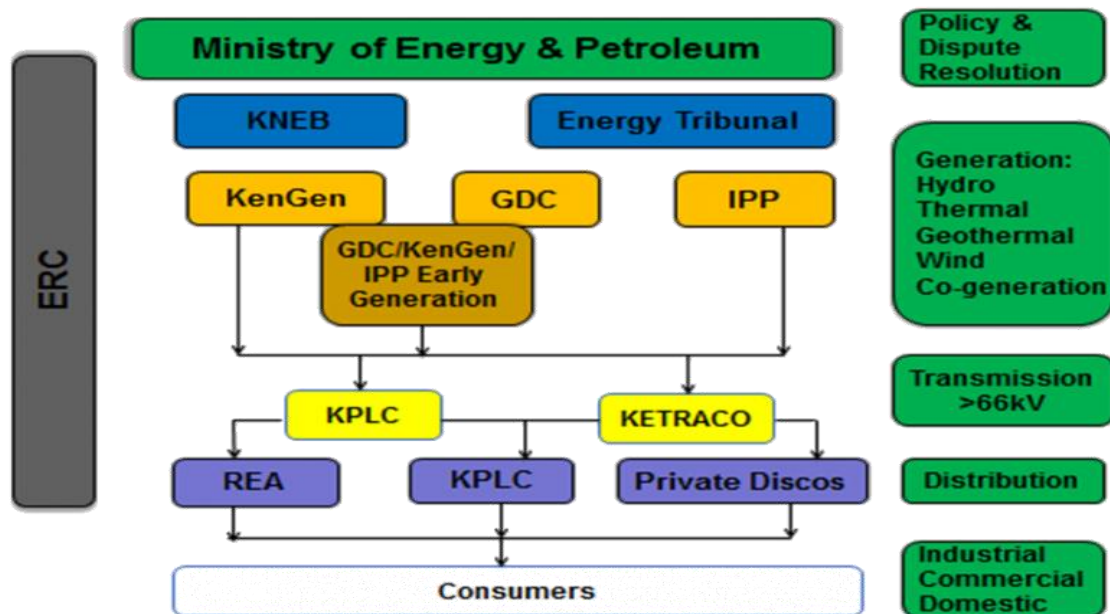 Ministry of Energy & Petroleum
Policy &
Dispute
Resolution
ERC
KNEB
Energy Tribunal
KenGen
GDC
IPP
GDC/KenGen/
IPP Early
Generation
Generation:
Hydro
Thermal
Geothermal
Wind
Co-generation
KPLC
KETRACO
Transmission
>66kV
REA
KPLC
Private Discos
Distribution
Consumers
Industrial
Commercial
Domestic